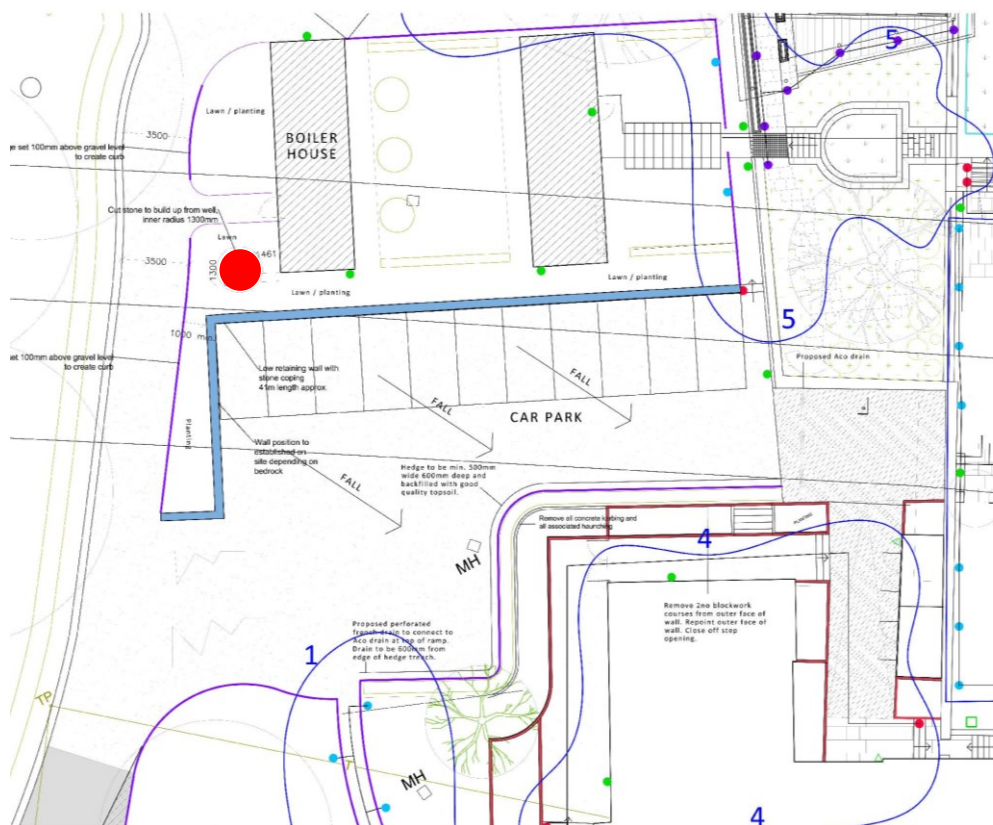 5
Lawn / planting
BOILER
HOUSE
3500
ge set 100mm above gravel level
to create curb
Cut stone to build up from well,
inner radius 1300mm
Lawn
461
3500
1300
Lawn / planting
Lawn / planting
5
1000 min.
Proposed Aco drain
et 100mm above gravel level
to create curb
Low retaining wall with
stone coping
41m length approx.
FALL
FALL
CAR PARK
Planting
Wall position to
established on
site depending on
bedrock
FALL
Hedge to be min. 500mm
wide 600mm deep and
backfilled with good
quality topsoil.
Remove all concrete kerbing and
all associated haunching
PLANTING
4
MH
Remove 2no blockwork
courses from outer face of
wall. Repoint outer face of
wall. Close off step
opening.
Proposed perforated
french drain to connect to
Aco drain at top of ramp.
Drain to be 600mm from
edge of hedge trench.
1
TP
T
MH
4